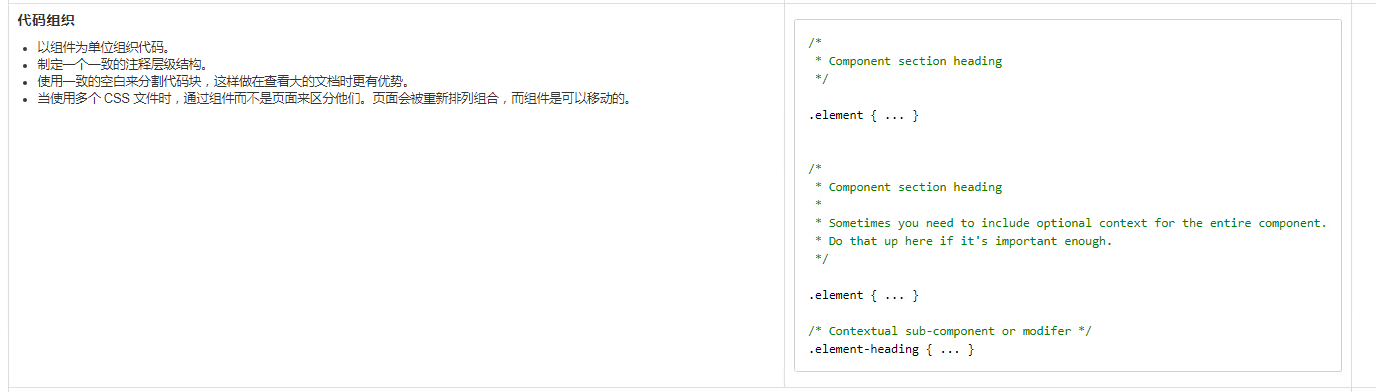 代码组织
以组件为单位组织代码。
制定一个一致的注释层级结构。
使用一致的空白来分割代码块，这样做在查看大的文档时更有优势。
当使用多个 CSS 文件时，通过组件而不是页面来区分他们。页面会被重新排列组合，而组件是可以移动的。
/*
 * Component section heading
 */
.element { ... }
/*
 * Component section heading
 *
 * Sometimes you need to include optional context for the entire component.
 * Do that up here if it's important enough.
 */
.element { ... }
/* Contextual sub-component or modifer */
.element-heading { ... }